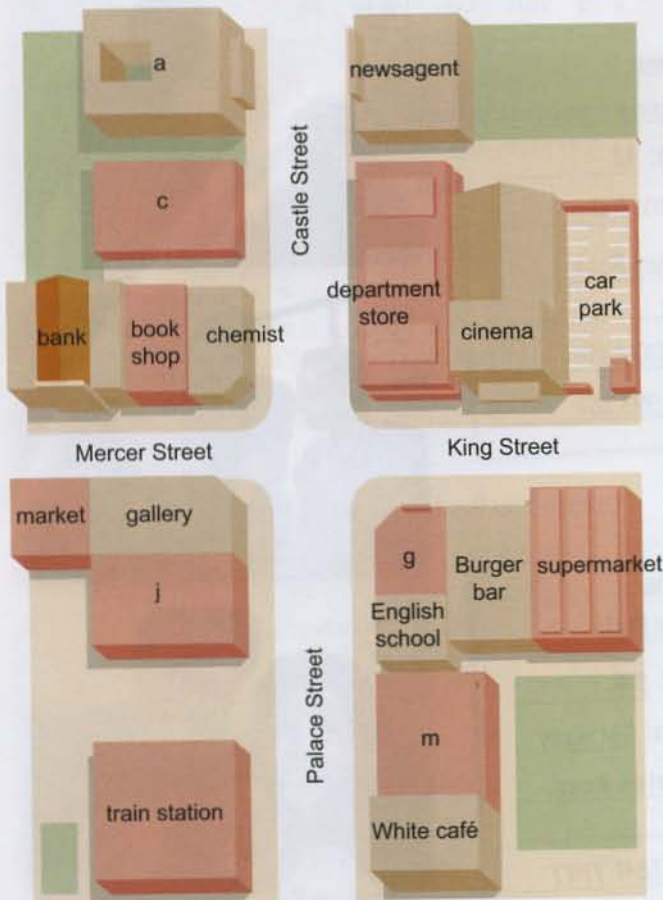 a
newsagent
Castle Street
c
department
store
cinema
car
park
bank
book
shop
chemist
Mercer Street
King Street
market
gallery
j
g
English
school
Burger
bar
supermarket
Palace Street
m
train station
White café